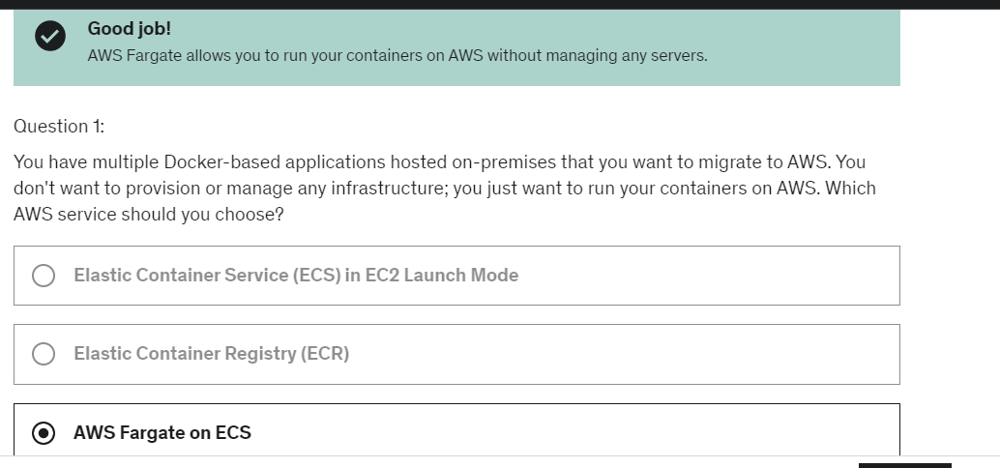 Good job!
AWS Fargate allows you to run your containers on AWS without managing any servers.
Question 1:
You have multiple Docker-based applications hosted on-premises that you want to migrate to AWS. You
don't want to provision or manage any infrastructure; you just want to run your containers on AWS. Which
AWS service should you choose?
Elastic Container Service (ECS) in EC2 Launch Mode
Elastic Container Registry (ECR)
AWS Fargate on ECS